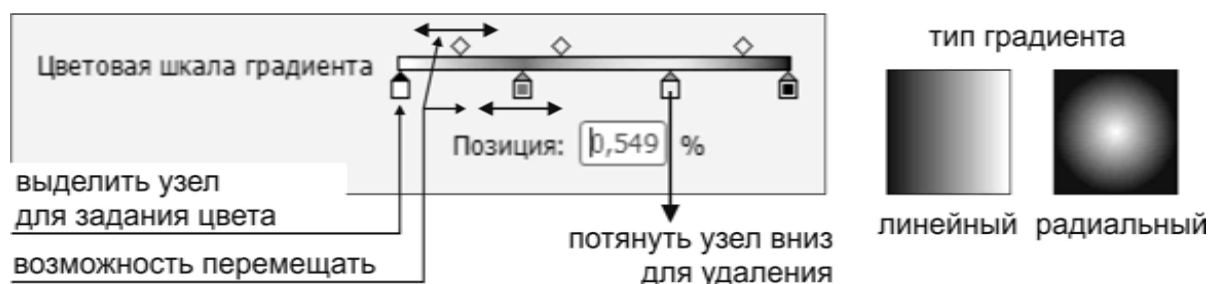 Цветовая шкала градиента
Позиция: 0,549 %
выделить узел
для задания цвета
возможность перемещать
потянуть узел вниз
для удаления
тип градиента
линейный радиальный